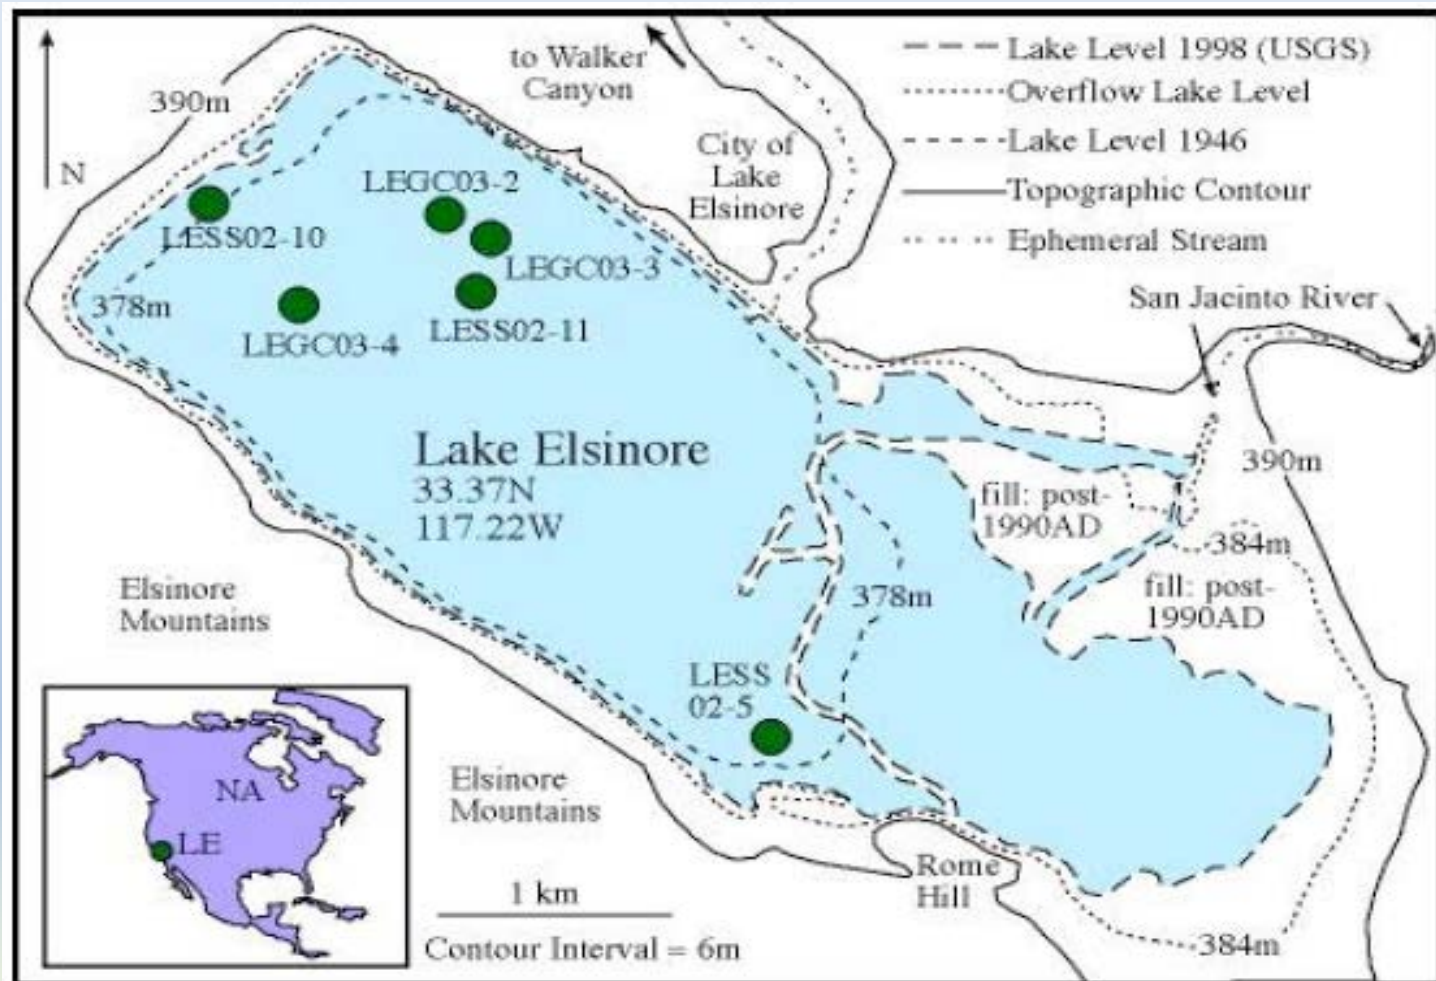 to Walker
Canyon
390m
N
City of
Lake
Elsinore
Lake Level 1998 (USGS)
Overflow Lake Level
Lake Level 1946
Topographic Contour
Ephemeral Stream
LEGC03-2
LESS02-10
LEGC03-3
378m
LEGC03-4
LESS02-11
San Jacinto River
Lake Elsinore
33.37N
117.22W
390m
fill: post-
1990AD
384m
fill: post-
1990AD
378m
Elsinore
Mountains
LESS
02-5
Elsinore
Mountains
NA
LE
Rome
Hill
1 km
Contour Interval = 6m
384m